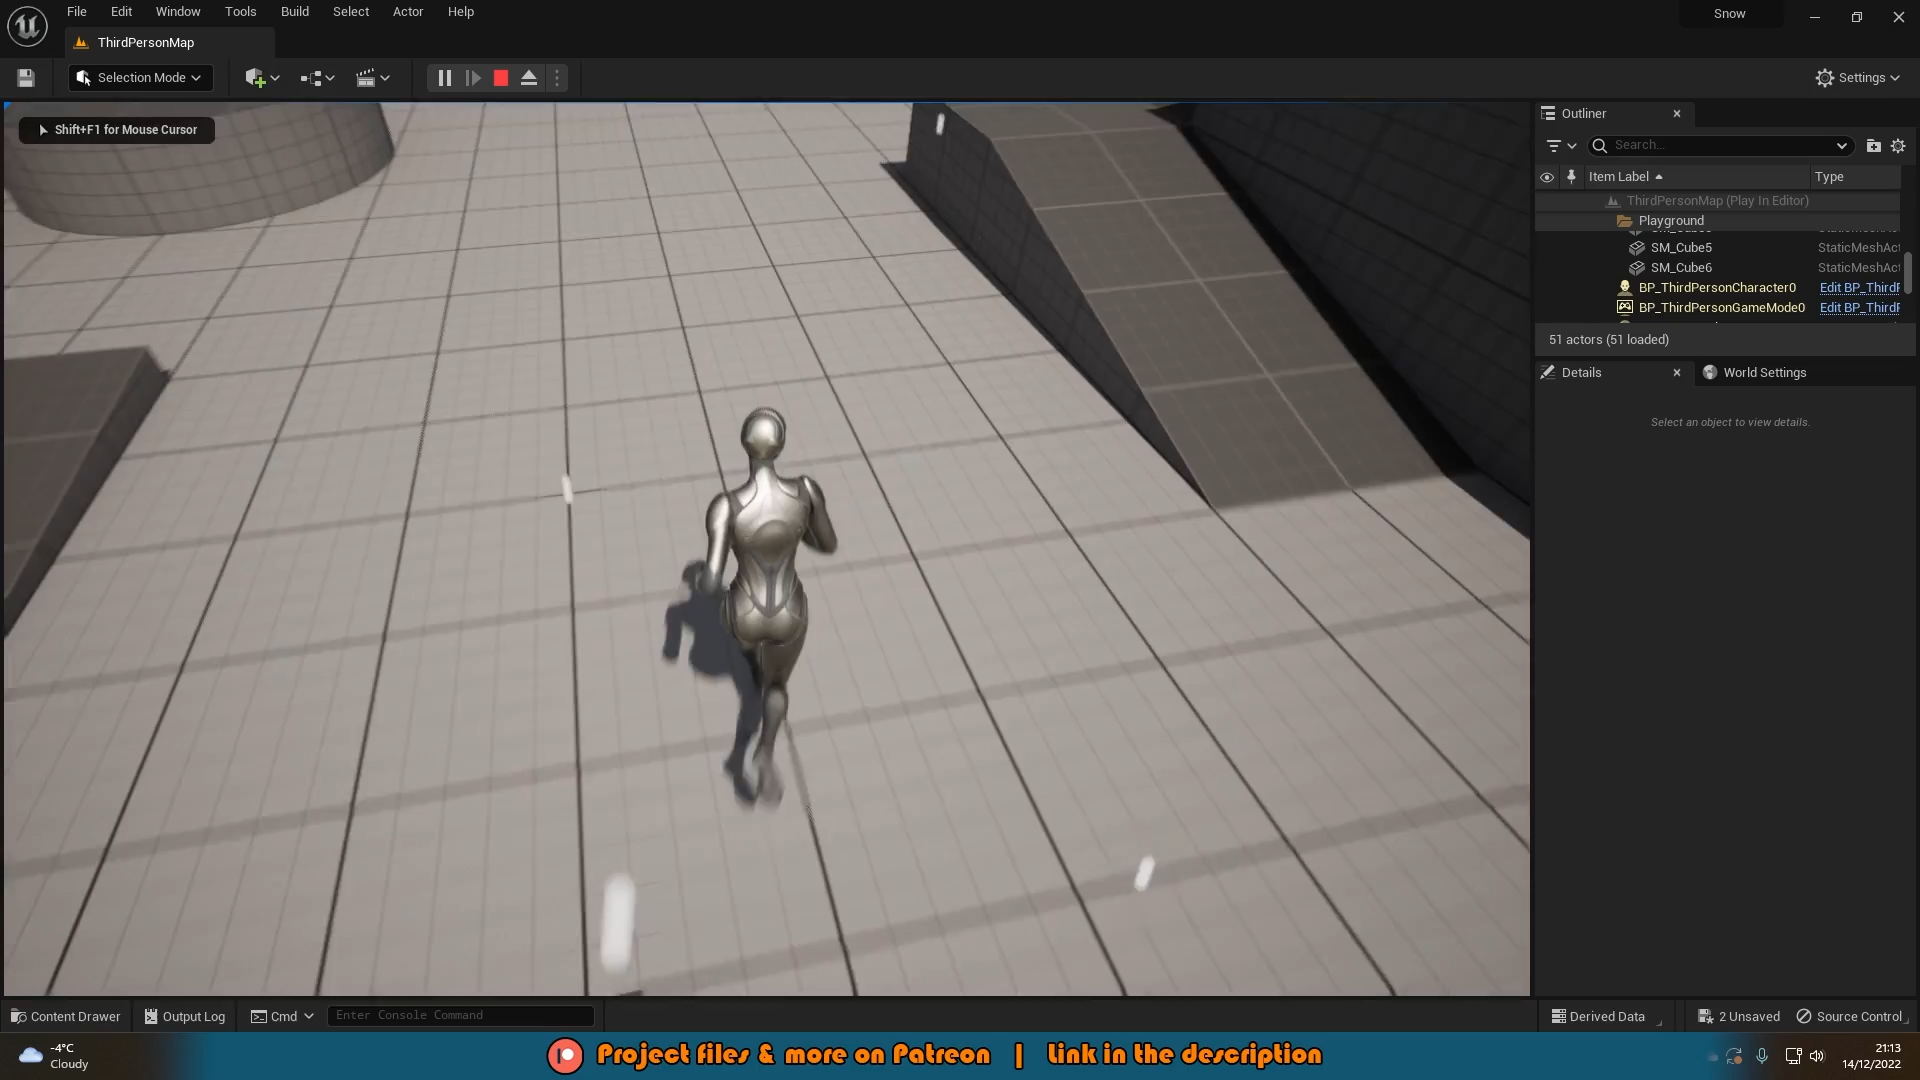 File Edit Window Tools Build Select Actor Help
Snow
ThirdPersonMap
Selection Mode
Settings
Shift+F1 for Mouse Cursor
Outliner
Search...
Item Label Type
ThirdPersonMap (Play In Editor)
Playground
SM_Cube5 StaticMeshAct
SM_Cube6 StaticMeshAct
BP_ThirdPersonCharacter0 Edit BP_ThirdP
BP_ThirdPersonGameMode0 Edit BP_ThirdP
51 actors (51 loaded)
Details World Settings
Select an object to view details.
Content Drawer Output Log Cmd Enter Console Command Derived Data 2 Unsaved Source Control
-4°C
Cloudy
Project files & more on Patreon | Link in the description
21:13
14/12/2022